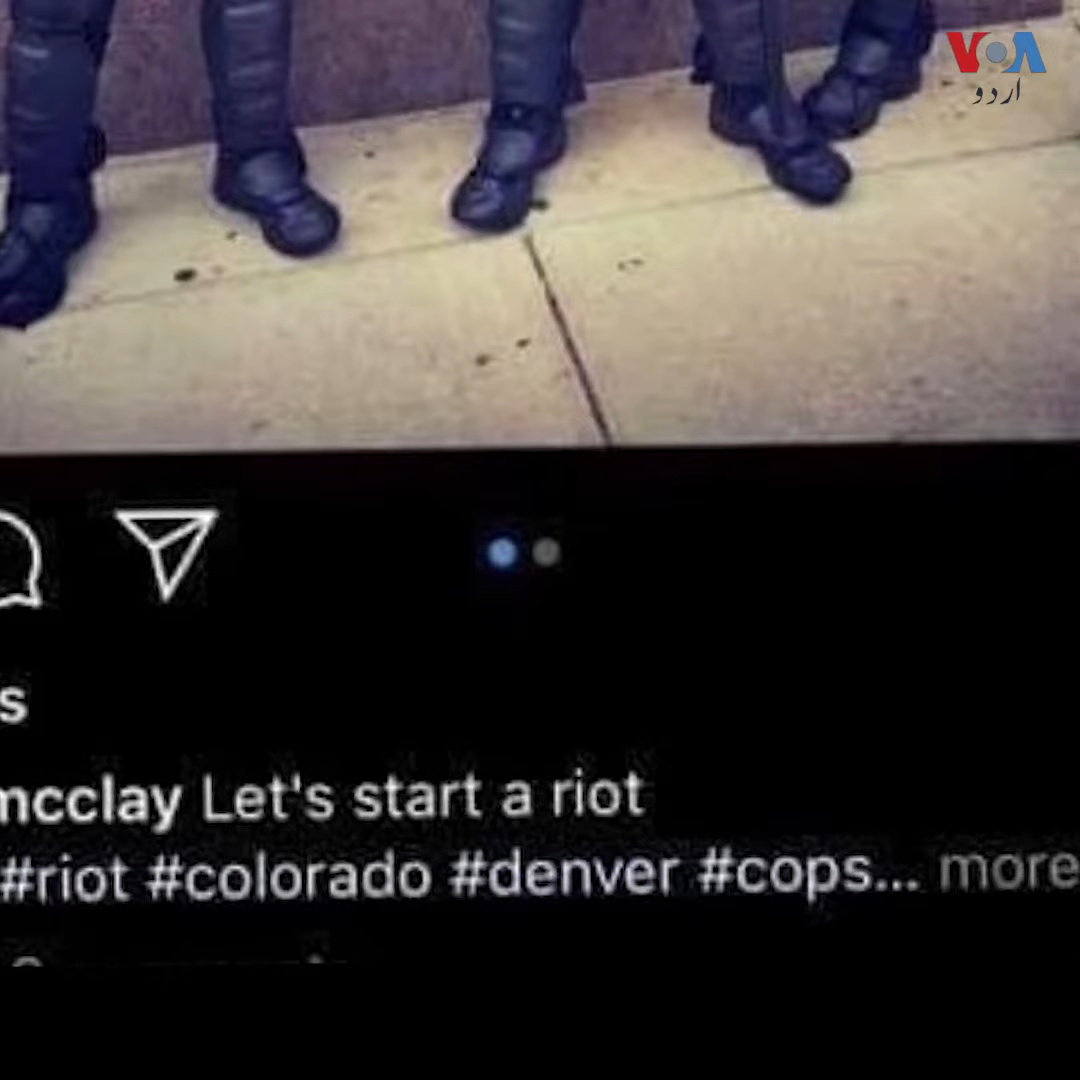 VOA
اردو
s
mcclay Let's start a riot
#riot #colorado #denver #cops... more